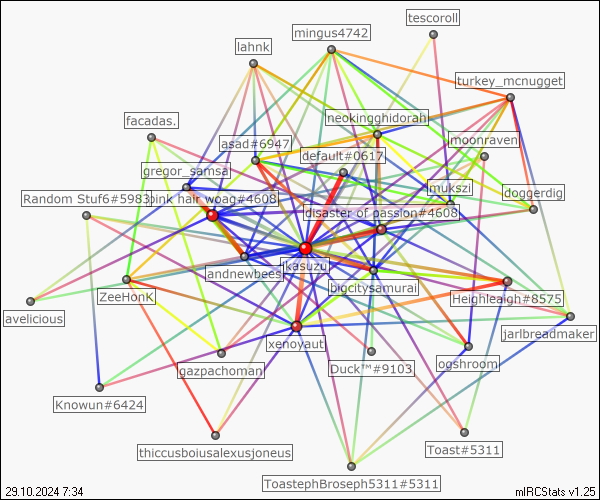 tescoroll
mingus4742
lahnk
turkey_mcnugget
neokingghidorah
facadas.
asad#6947
moonraven
default#0617
gregor_samsa
mukszi
doggerdig
Random Stuf6#5983
pink hair woag#4608
disaster of passion#4608
kasuzu
andnewbees
bigcitysamurai
ZeeHonK
Heighleaigh#8575
avelicious
jarlbreadmaker
xenoyaut
gazpachoman
Duck™#9103
ogshroom
Knowun#6424
thiccusboiusalexusjoneus
Toast#5311
ToastephBroseph5311#5311
29.10.2024 7:34
mIRCStats v1.25